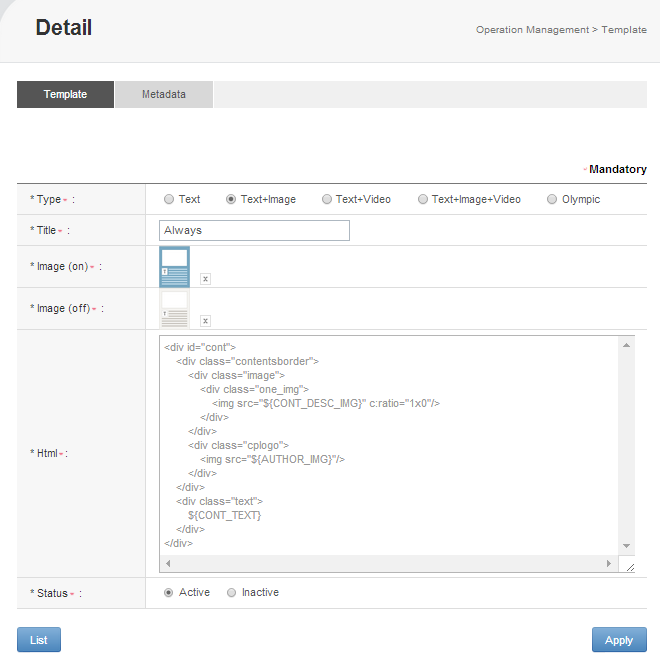 Detail
Operation Management > Template
Template Metadata
Mandatory
* Type : Text Text+Image Text+Video Text+Image+Video Olympic
* Title : Always
* Image (on) : x
* Image (off) : x
* Html :
<div id="cont">
<div class="contentsborder">
<div class="image">
<div class="one_img">
<img src="${CONT_DESC_IMG}" c:ratio="1x0"/>
</div>
</div>
<div class="cplogo">
<img src="${AUTHOR_IMG}"/>
</div>
</div>
<div class="text">
${CONT_TEXT}
</div>
</div>
* Status : Active Inactive
List Apply